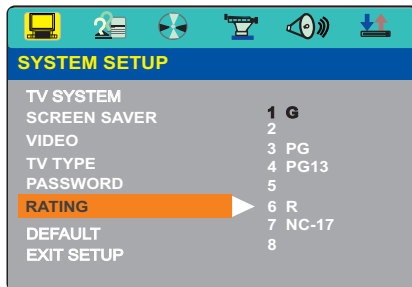 SYSTEM SETUP
TV SYSTEM
SCREEN SAVER
VIDEO
TV TYPE
PASSWORD
RATING
DEFAULT
EXIT SETUP
1 G
2
3 PG
4 PG13
5
6 R
7 NC-17
8